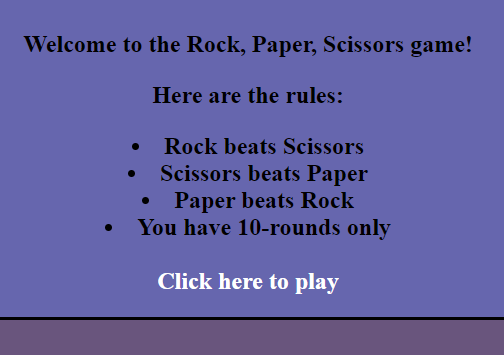 Welcome to the Rock, Paper, Scissors game!
Here are the rules:
• Rock beats Scissors
• Scissors beats Paper
• Paper beats Rock
• You have 10-rounds only
Click here to play